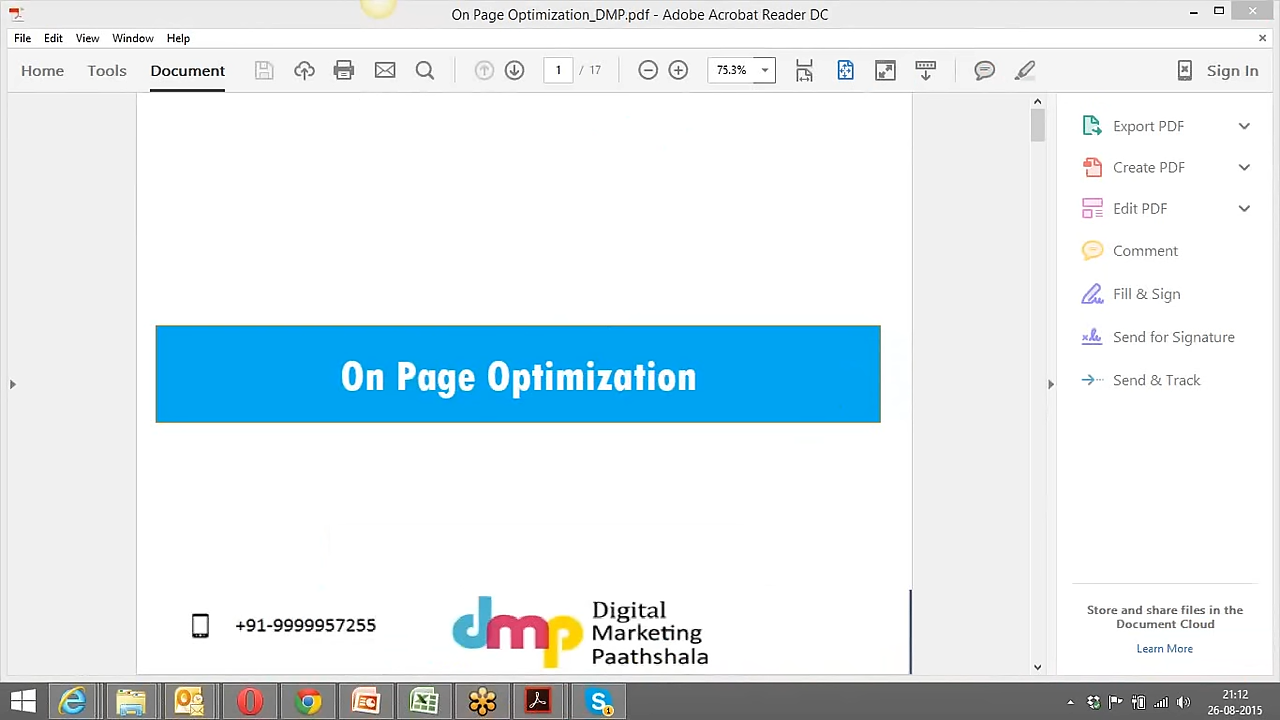 On Page Optimization_DMP.pdf - Adobe Acrobat Reader DC
File Edit View Window Help
Home Tools Document 1 / 17 75.3% Sign In
Export PDF
Create PDF
Edit PDF
Comment
Fill & Sign
Send for Signature
Send & Track
On Page Optimization
+91-9999957255
dmp Digital
Marketing
Paathshala
Store and share files in the
Document Cloud
Learn More
21:12
26-08-2015